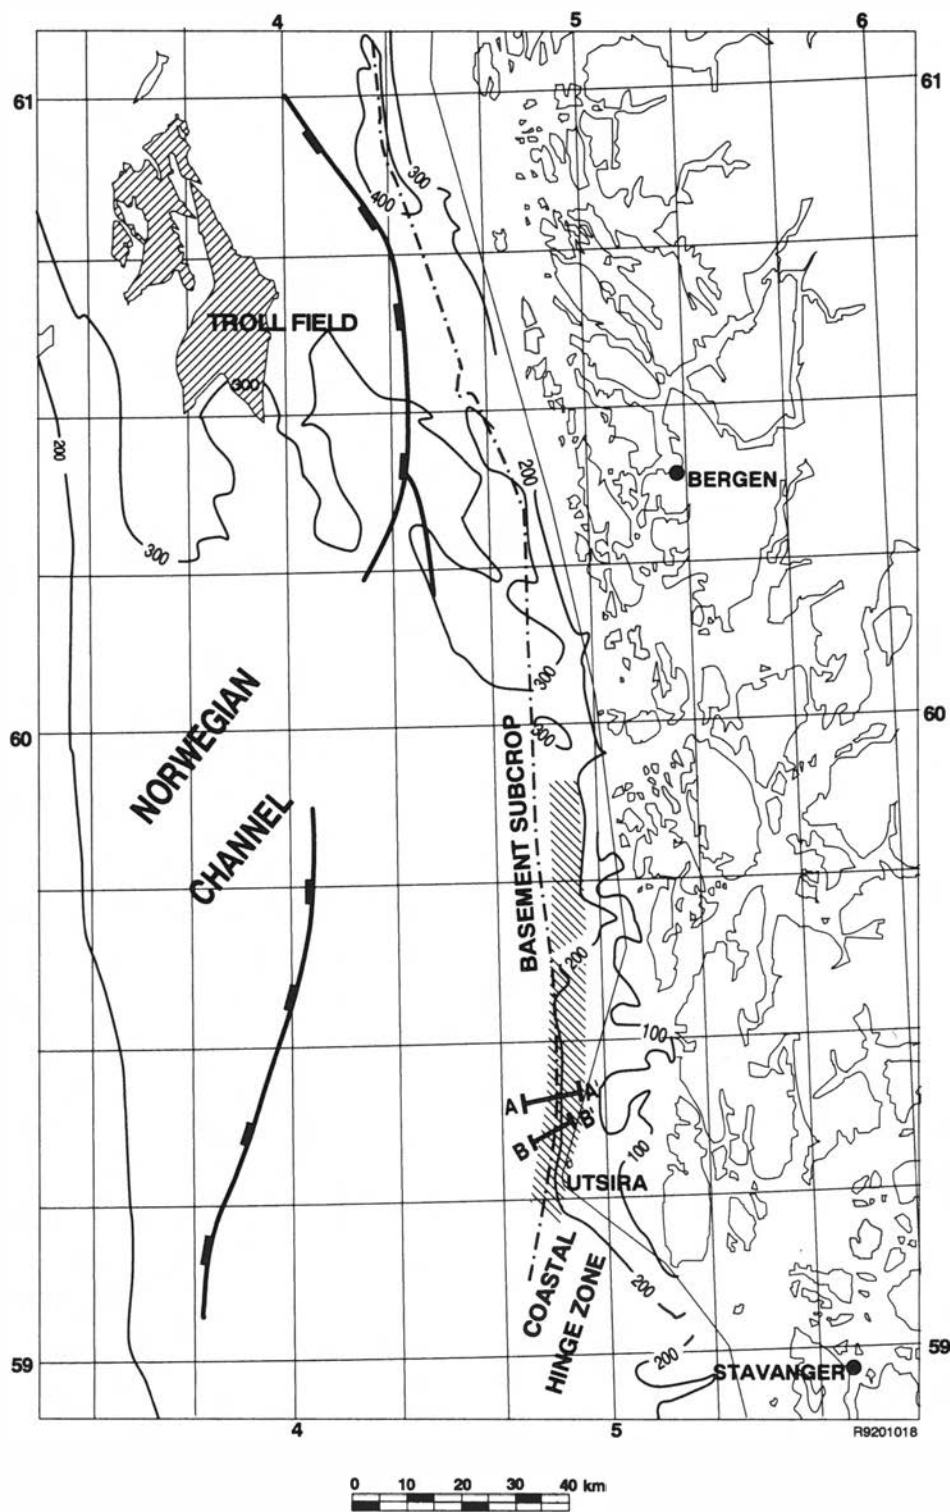 4 5 6
61 61
300
400
TROLL FIELD
300
200
200
BERGEN
300
300
NORWEGIAN
CHANNEL
BASEMENT SUBCROP
300
60 60
200
100
A A'
B B'
100
UTSIRA
COASTAL
HINGE ZONE
200
200
59 59
STAVANGER
4 5
R9201018
0 10 20 30 40 km